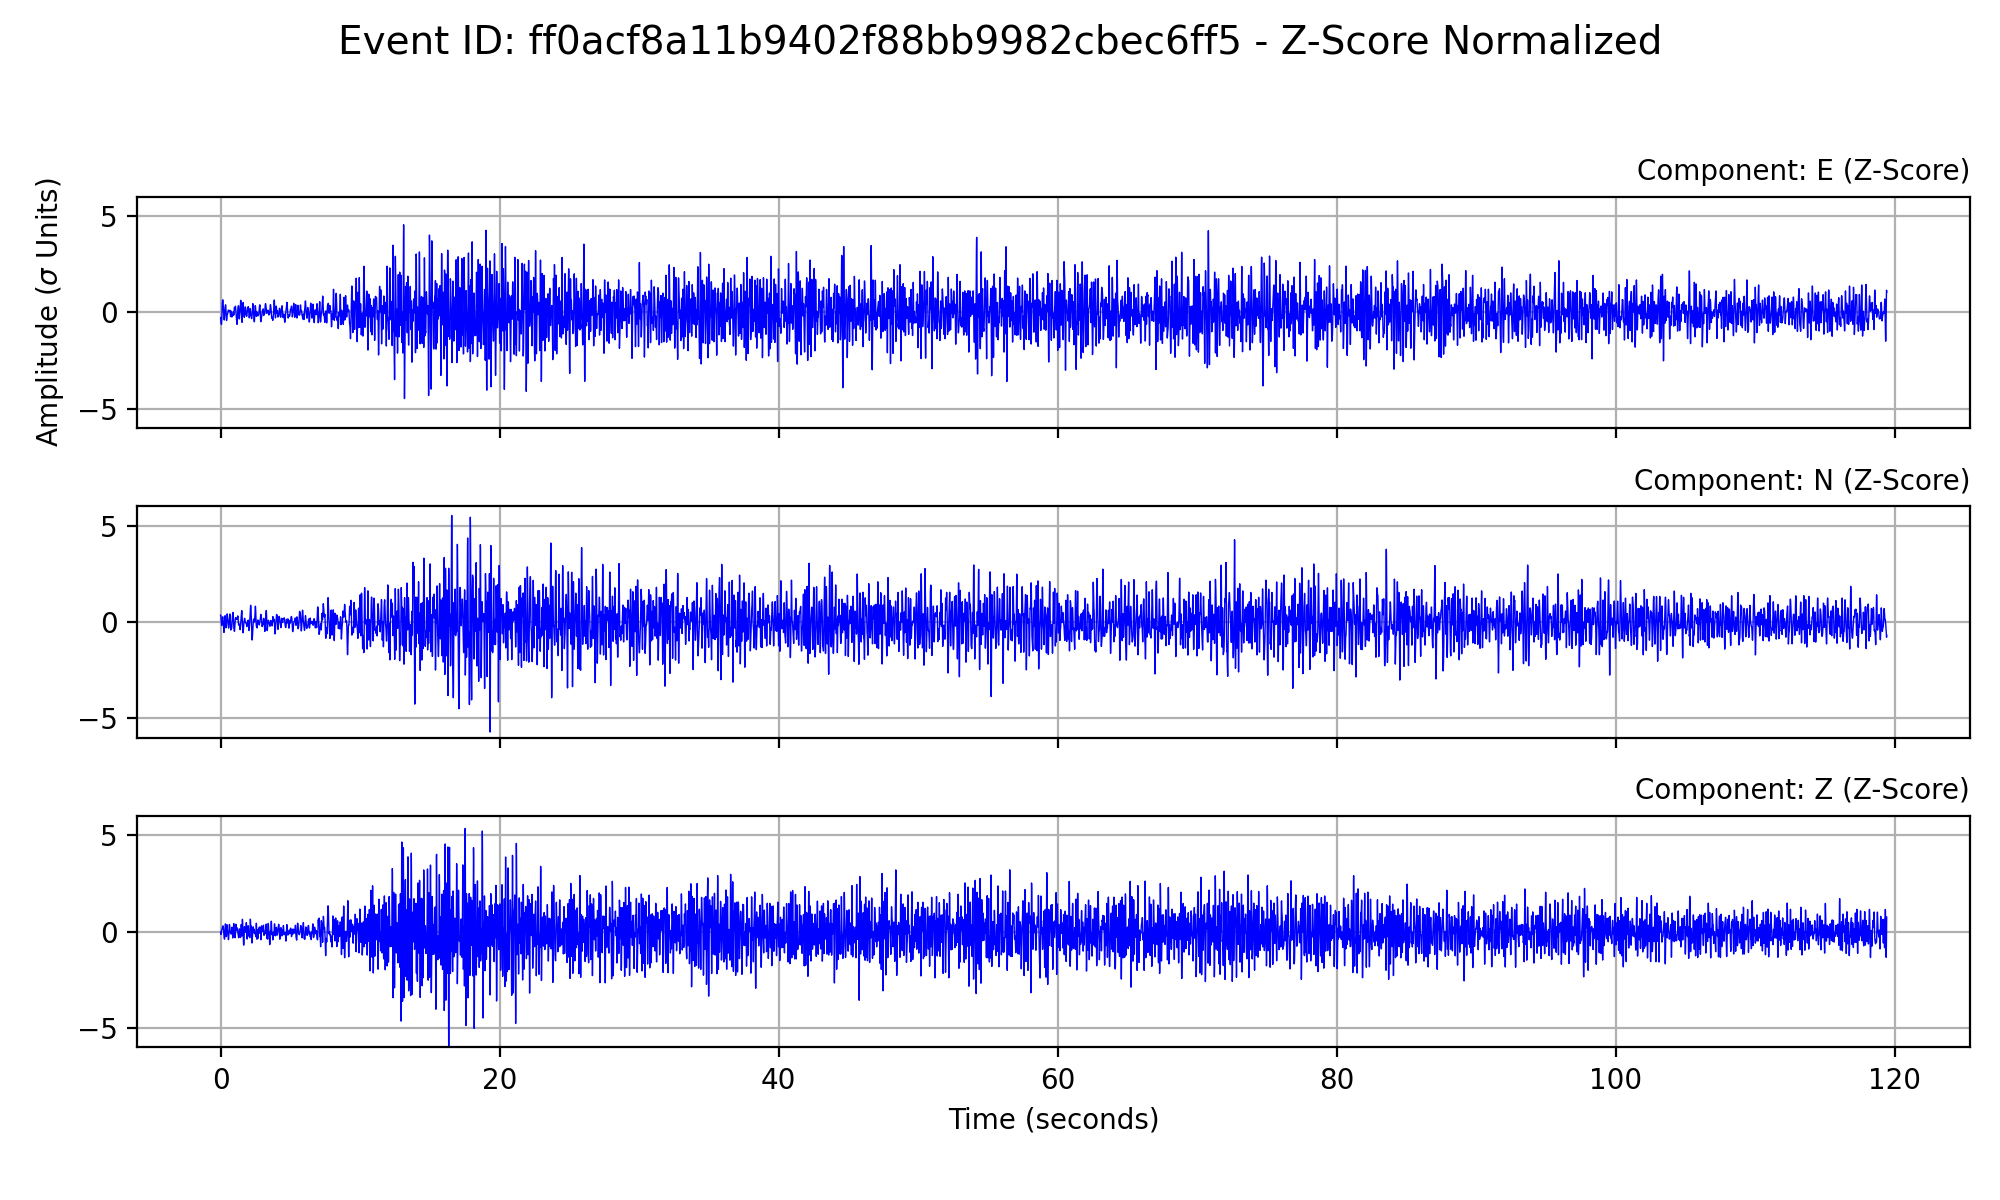 Event ID: ff0acf8a11b9402f88bb9982cbec6ff5 - Z-Score Normalized
Component: E (Z-Score)
Amplitude (σ Units)
5
0
−5
Component: N (Z-Score)
5
0
−5
Component: Z (Z-Score)
5
0
−5
0 20 40 60 80 100 120
Time (seconds)